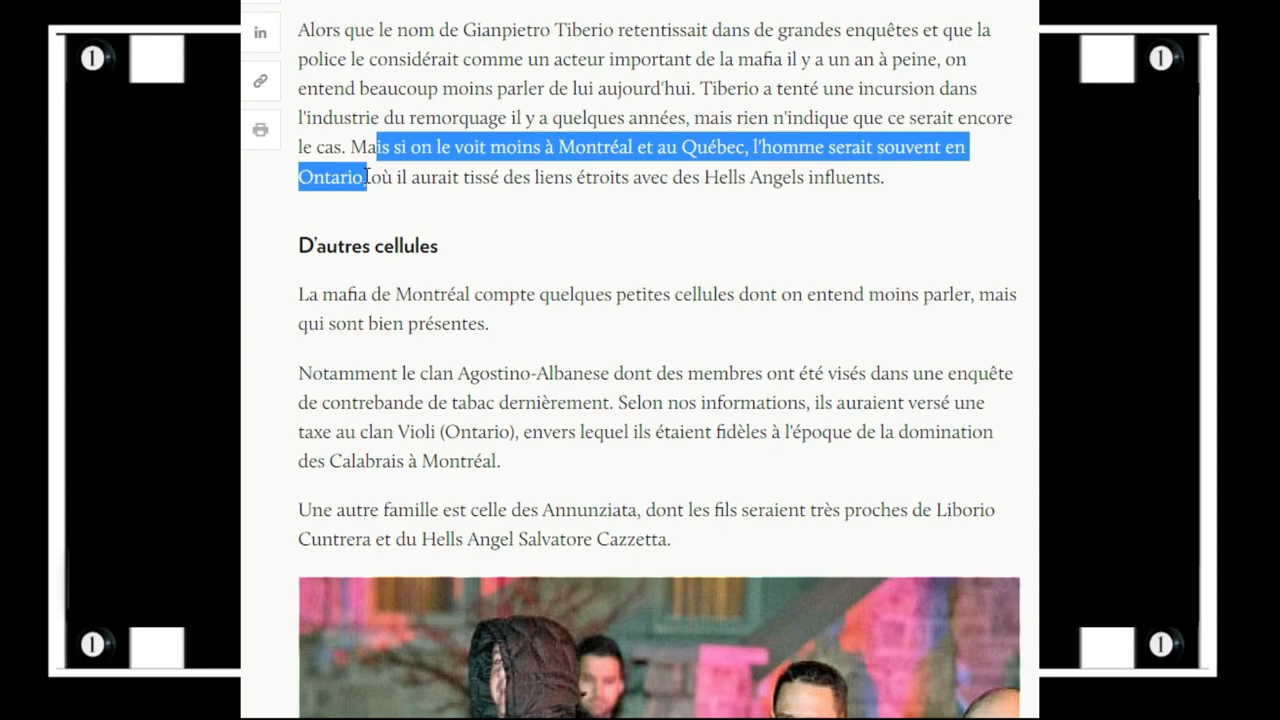 Alors que le nom de Gianpietro Tiberio retentissait dans de grandes enquêtes et que la
police le considérait comme un acteur important de la mafia il y a un an à peine, on
entend beaucoup moins parler de lui aujourd'hui. Tiberio a tenté une incursion dans
l'industrie du remorquage il y a quelques années, mais rien n'indique que ce serait encore
le cas. Mais si on le voit moins à Montréal et au Québec, l'homme serait souvent en
Ontario, où il aurait tissé des liens étroits avec des Hells Angels influents.
D'autres cellules
La mafia de Montréal compte quelques petites cellules dont on entend moins parler, mais
qui sont bien présentes.
Notamment le clan Agostino-Albanese dont des membres ont été visés dans une enquête
de contrebande de tabac dernièrement. Selon nos informations, ils auraient versé une
taxe au clan Violi (Ontario), envers lequel ils étaient fidèles à l'époque de la domination
des Calabrais à Montréal.
Une autre famille est celle des Annunziata, dont les fils seraient très proches de Liborio
Cuntrera et du Hells Angel Salvatore Cazzetta.
in
1
1
1
1